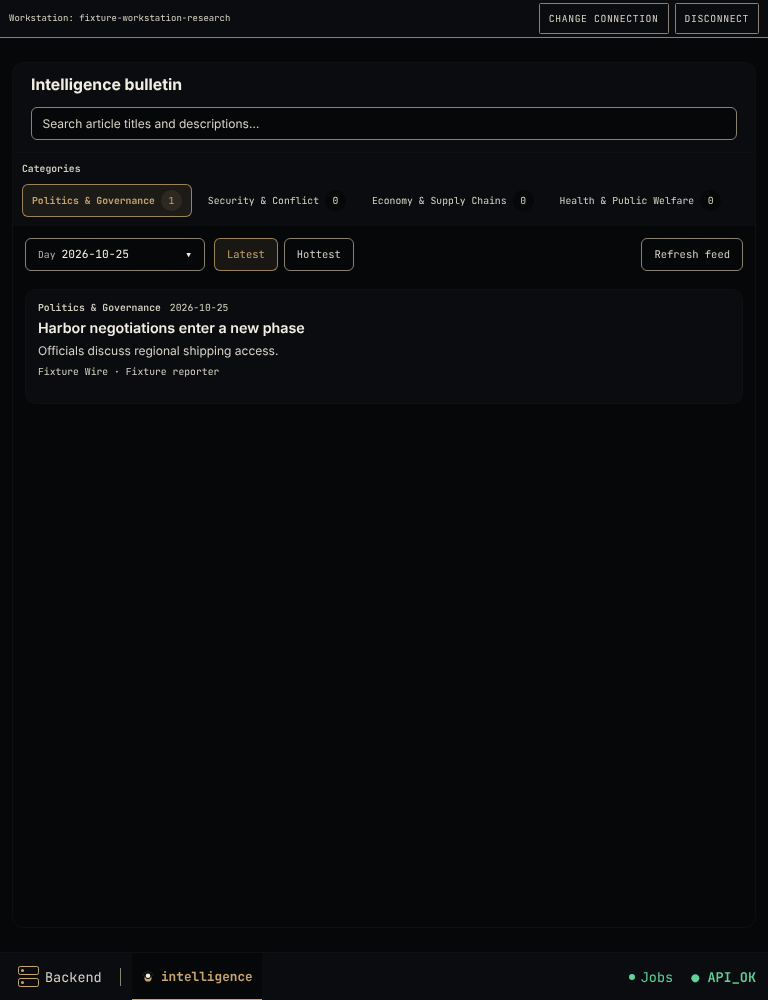 Workstation: fixture-workstation-research
CHANGE CONNECTION
DISCONNECT
Intelligence bulletin
Search article titles and descriptions...
Categories
Politics & Governance 1
Security & Conflict 0
Economy & Supply Chains 0
Health & Public Welfare 0
Day 2026-10-25
Latest
Hottest
Refresh feed
Politics & Governance 2026-10-25
Harbor negotiations enter a new phase
Officials discuss regional shipping access.
Fixture Wire · Fixture reporter
Backend
intelligence
Jobs
API_OK